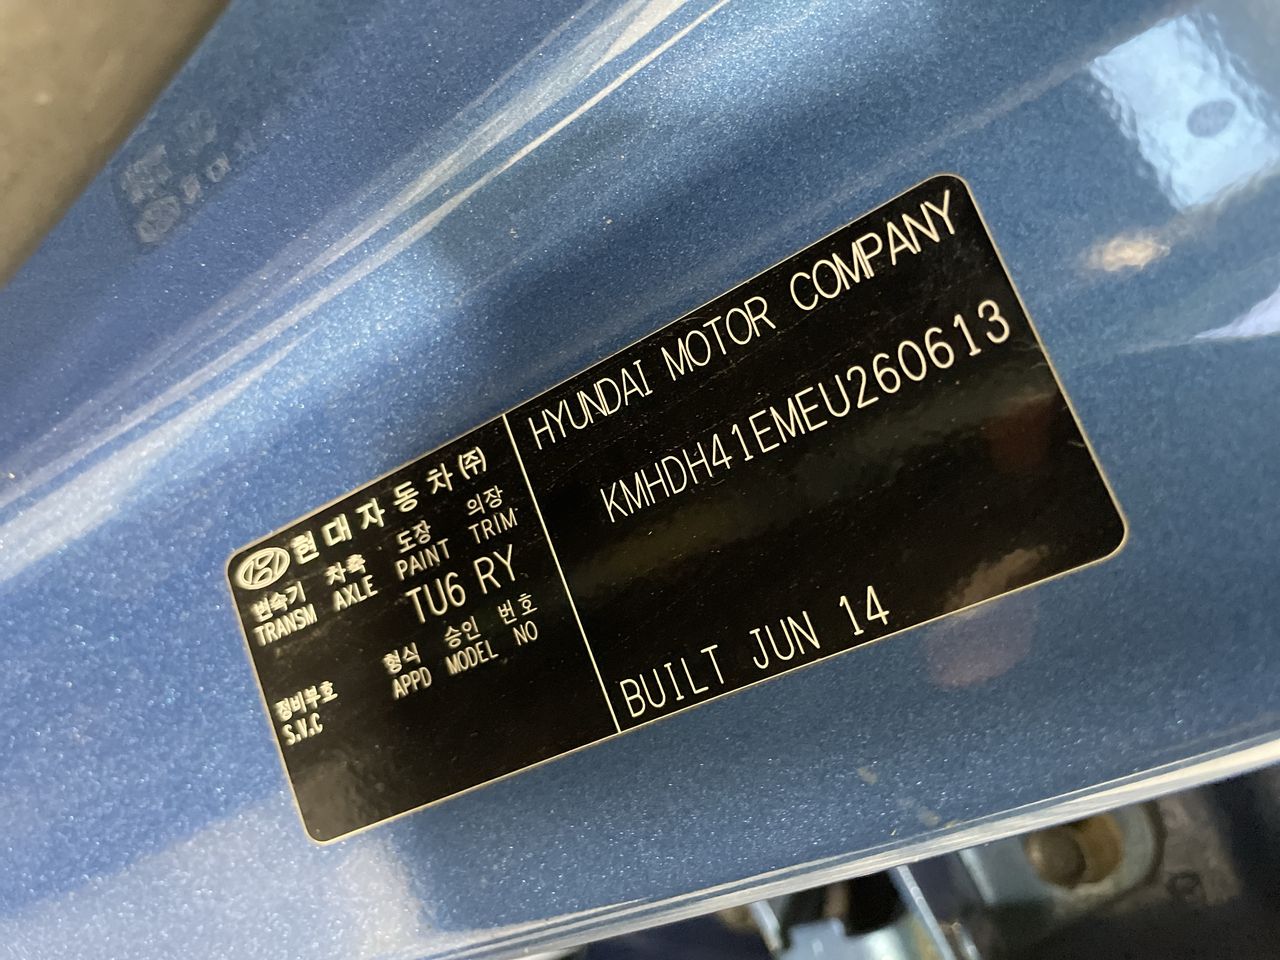 현대자동차(주)
변속기 차축 도장 의장
TRANSM AXLE PAINT TRIM
TU6 RY
형식 승인 번호
APPD MODEL NO
정비부호
S.V.C
HYUNDAI MOTOR COMPANY
KMHDH41EMEU260613
BUILT JUN 14